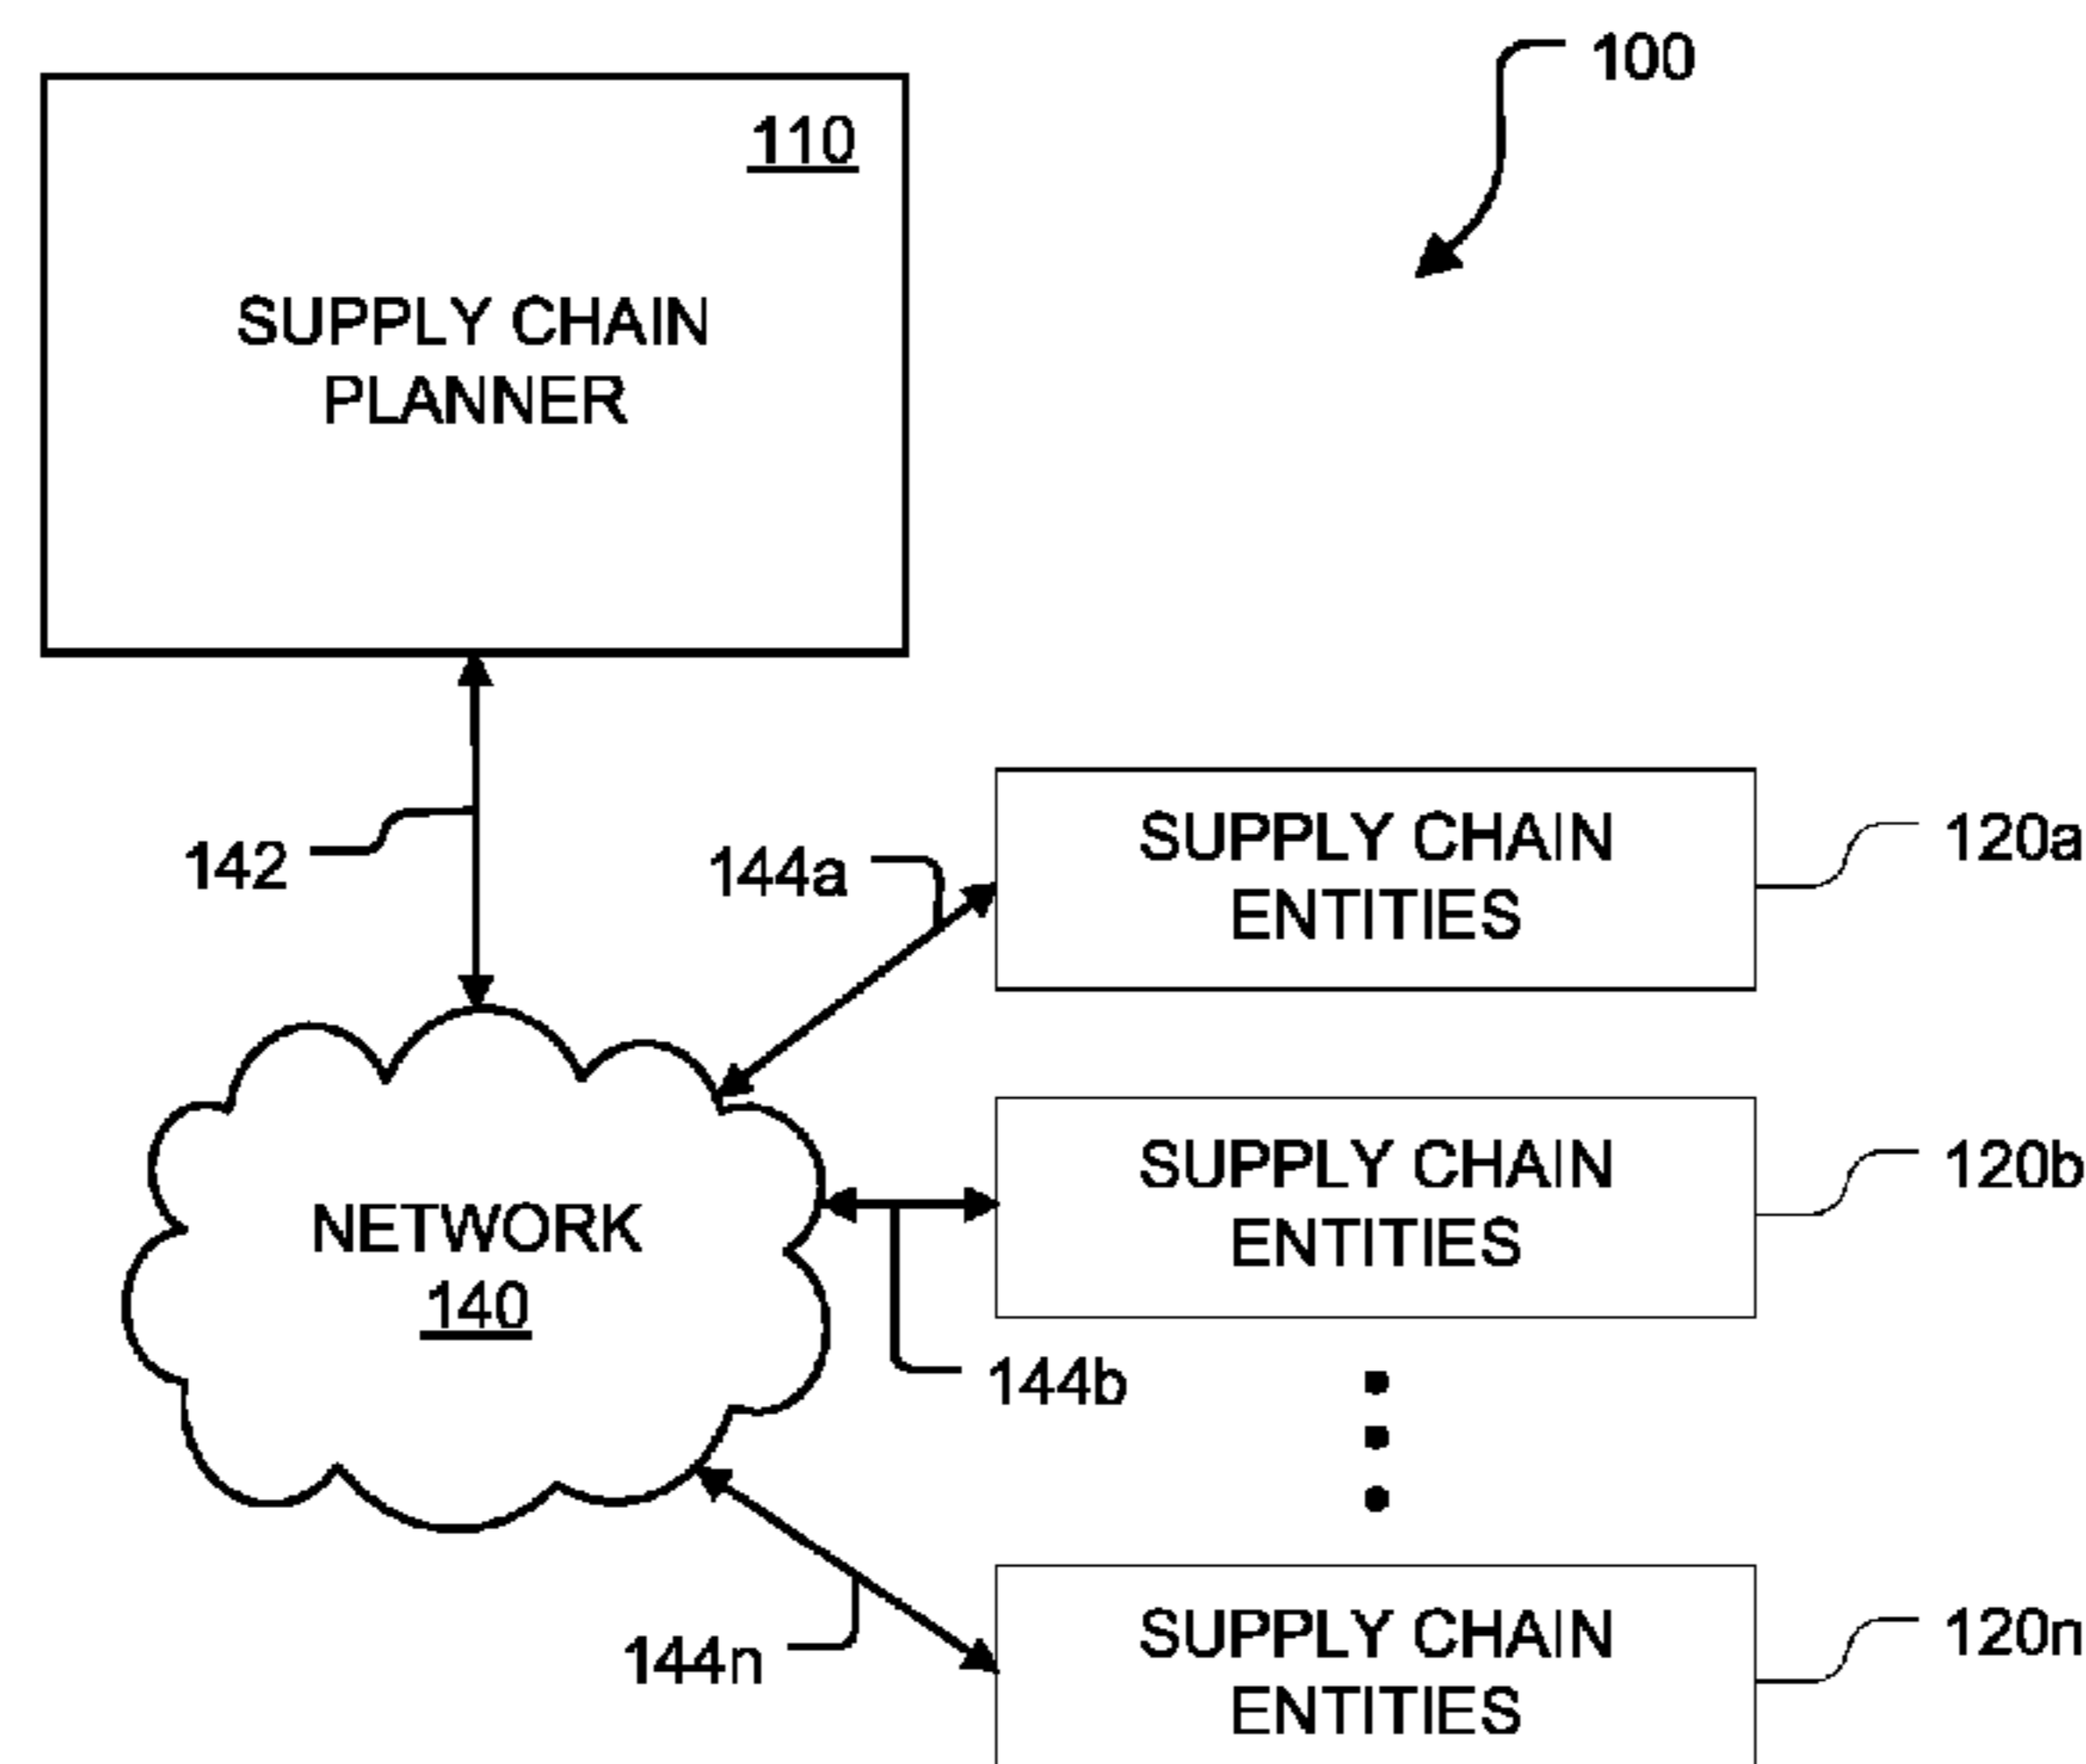 100
110
SUPPLY CHAIN
PLANNER
142
144a
SUPPLY CHAIN
ENTITIES
120a
SUPPLY CHAIN
ENTITIES
120b
NETWORK
140
144b
144n
SUPPLY CHAIN
ENTITIES
120n